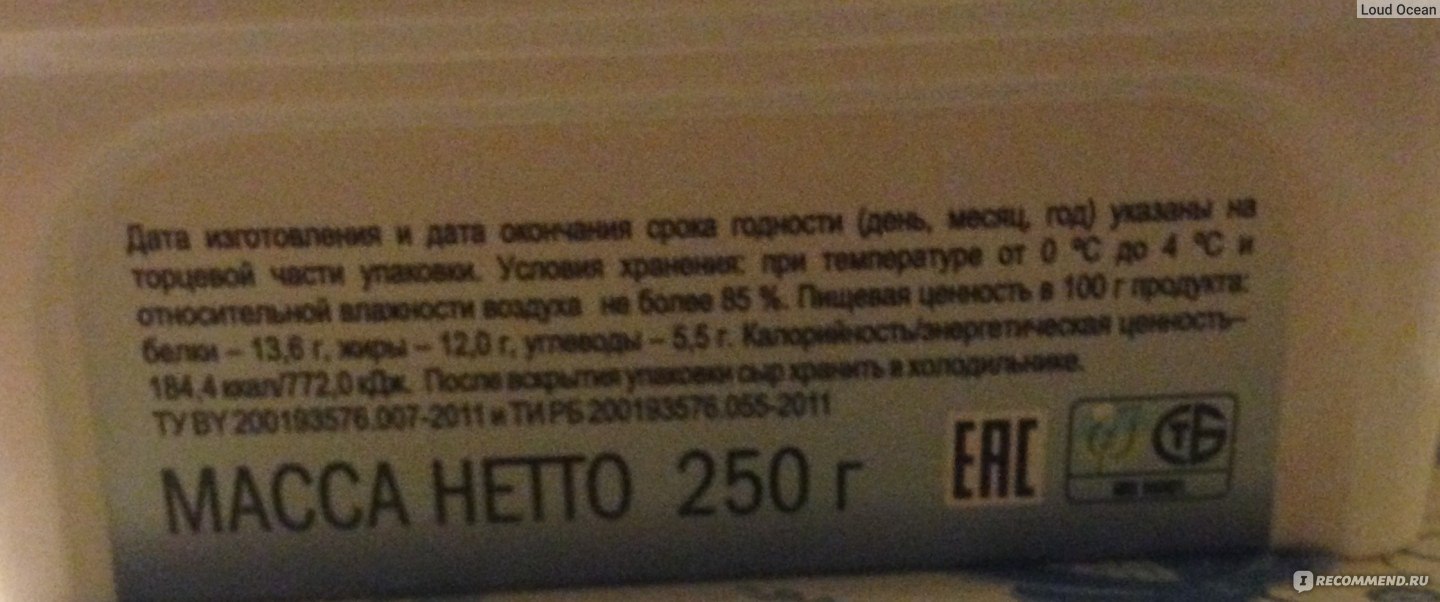 Loud Ocean
Дата изготовления и дата окончания срока годности (день, месяц, год) указаны на
торцевой части упаковки. Условия хранения: при температуре от 0 °С до 4 °С и
относительной влажности воздуха не более 85 %. Пищевая ценность в 100 г продукта:
белки – 13,6 г, жиры – 12,0 г, углеводы – 5,5 г. Калорийность/энергетическая ценность–
184,4 ккал/772,0 кДж. После вскрытия упаковки сыр хранить в холодильнике.
ТУ BY 200193576.007-2011 и ТИ РБ 200193576.055-2011
МАССА НЕТТО 250 г
EAC
СТБ
IRECOMMEND.RU